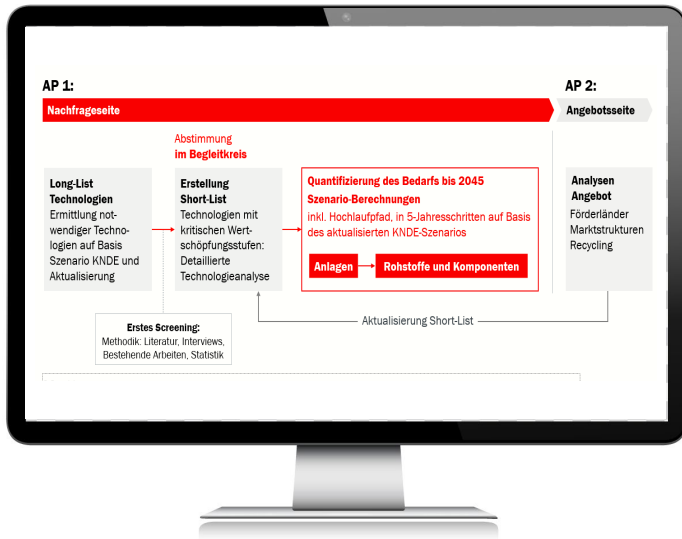 AP 1:
AP 2:
Nachfrageseite
Angebotsseite
Abstimmung
im Begleitkreis
Long-List
Technologien
Ermittlung not-
wendiger Techno-
logien auf Basis
Szenario KNDE und
Aktualisierung
Erstellung
Short-List
Technologien mit
kritischen Wert-
schöpfungsstufen:
Detaillierte
Technologieanalyse
Quantifizierung des Bedarfs bis 2045
Szenario-Berechnungen
inkl. Hochlaufpfad, in 5-Jahresschritten auf Basis
des aktualisierten KNDE-Szenarios
Anlagen
Rohstoffe und Komponenten
Analysen
Angebot
Förderländer
Marktstrukturen
Recycling
Aktualisierung Short-List
Erstes Screening:
Methodik: Literatur, Interviews,
Bestehende Arbeiten, Statistik